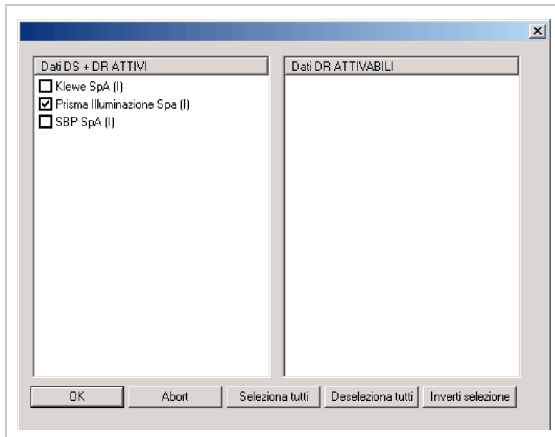 Dati DS + DR ATTIVI
Dati DR ATTIVABILI
Klewe SpA (I)
Prisma Illuminazione Spa (I)
SBP SpA (I)
OK
Abort
Seleziona tutti
Deseleziona tutti
Inverti selezione